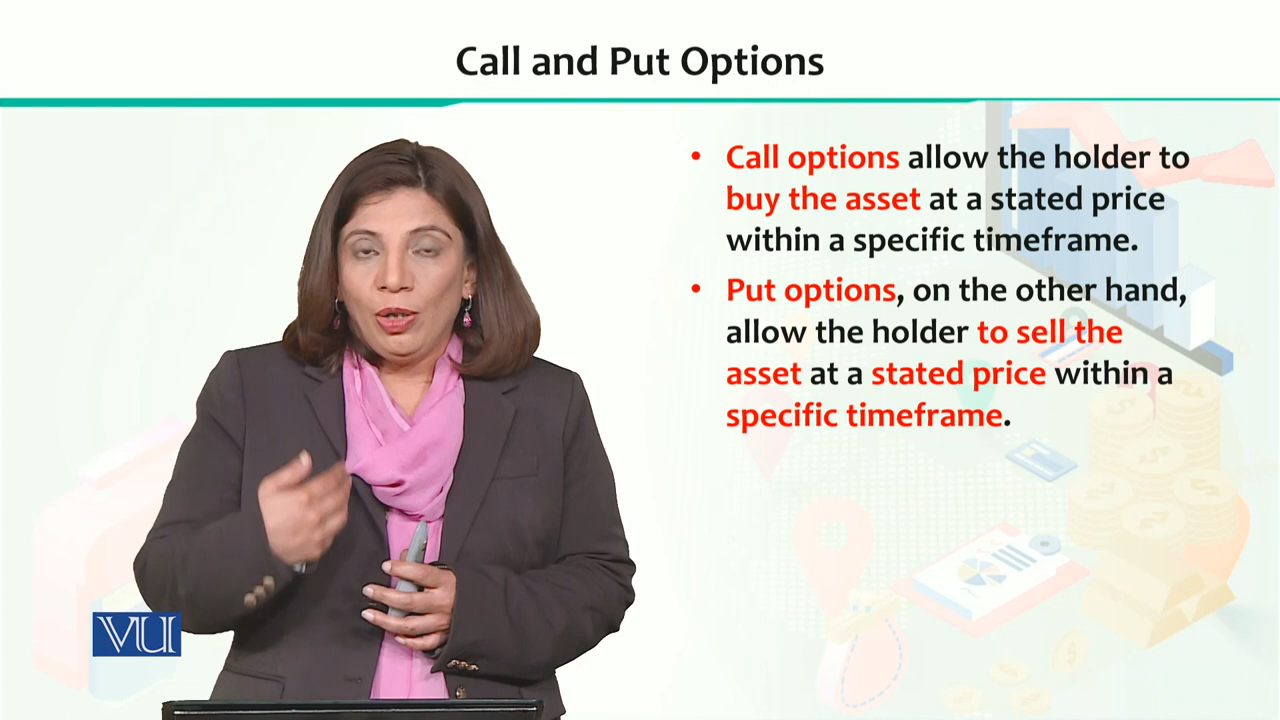 Call and Put Options
• Call options allow the holder to
buy the asset at a stated price
within a specific timeframe.
• Put options, on the other hand,
allow the holder to sell the
asset at a stated price within a
specific timeframe.
VU